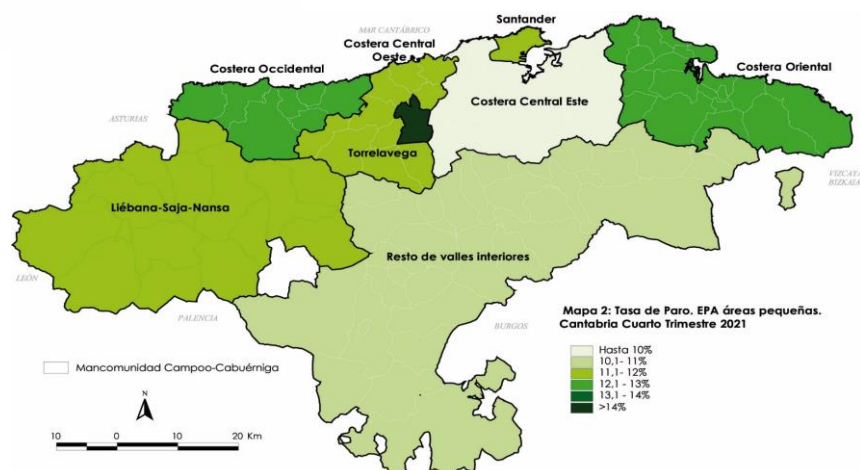 Santander
MAR CANTÁBRICO
Costera Central
Oeste
Costera Occidental
Costera Oriental
Costera Central Este
ASTURIAS
Torrelavega
VIZCAYA
BIZKAIA
Liébana-Saja-Nansa
Resto de valles interiores
LEÓN
PALENCIA
BURGOS
Mapa 2: Tasa de Paro. EPA áreas pequeñas.
Cantabria Cuarto Trimestre 2021
Hasta 10%
10,1- 11%
11,1- 12%
12,1 - 13%
13,1 - 14%
>14%
Mancomunidad Campoo-Cabuérniga
N
10 0 10 20 Km